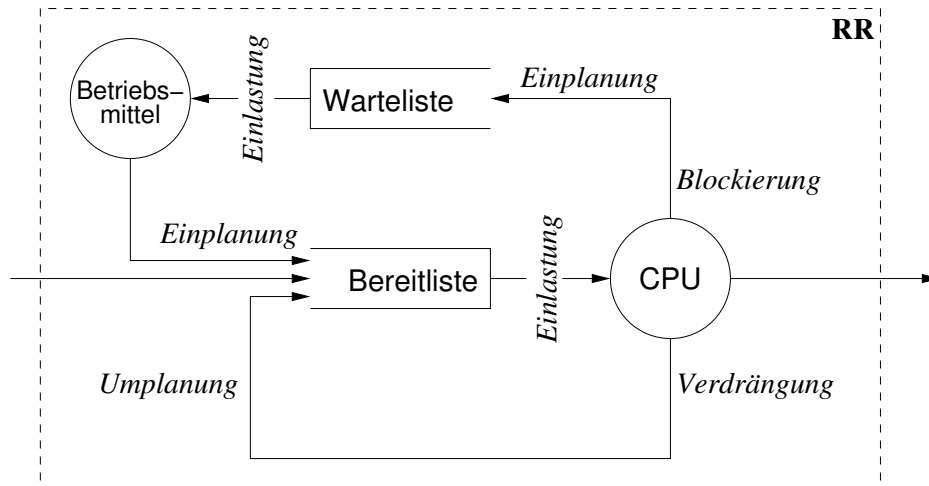 RR
Betriebs–
mittel
Einlastung
Warteliste
Einplanung
Blockierung
Einplanung
Bereitliste
Einlastung
CPU
Umplanung
Verdrängung